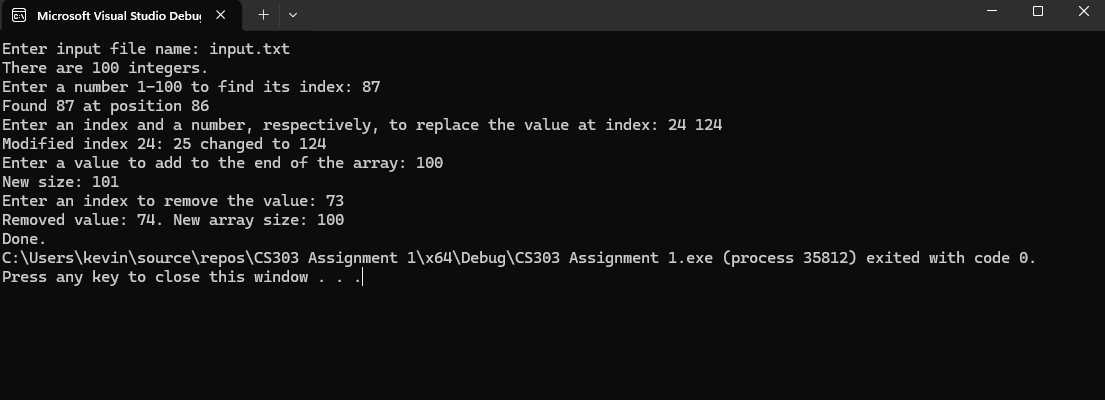 Microsoft Visual Studio Debug
Enter input file name: input.txt
There are 100 integers.
Enter a number 1-100 to find its index: 87
Found 87 at position 86
Enter an index and a number, respectively, to replace the value at index: 24 124
Modified index 24: 25 changed to 124
Enter a value to add to the end of the array: 100
New size: 101
Enter an index to remove the value: 73
Removed value: 74. New array size: 100
Done.
C:\Users\kevin\source\repos\CS303 Assignment 1\x64\Debug\CS303 Assignment 1.exe (process 35812) exited with code 0.
Press any key to close this window . . .